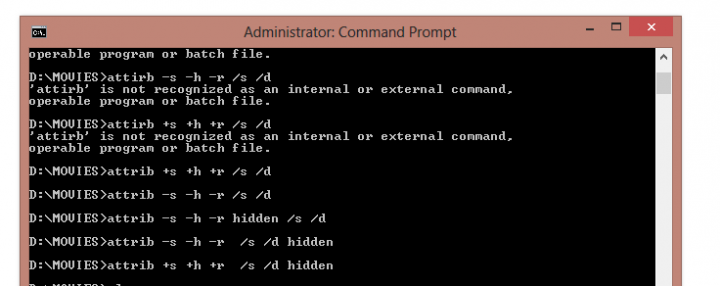 Administrator: Command Prompt
operable program or batch file.
D:\MOVIES>attirb -s -h -r /s /d
'attirb' is not recognized as an internal or external command,
operable program or batch file.
D:\MOVIES>attirb +s +h +r /s /d
'attirb' is not recognized as an internal or external command,
operable program or batch file.
D:\MOVIES>attrib +s +h +r /s /d
D:\MOVIES>attrib -s -h -r /s /d
D:\MOVIES>attrib -s -h -r hidden /s /d
D:\MOVIES>attrib -s -h -r  /s /d hidden
D:\MOVIES>attrib +s +h +r  /s /d hidden